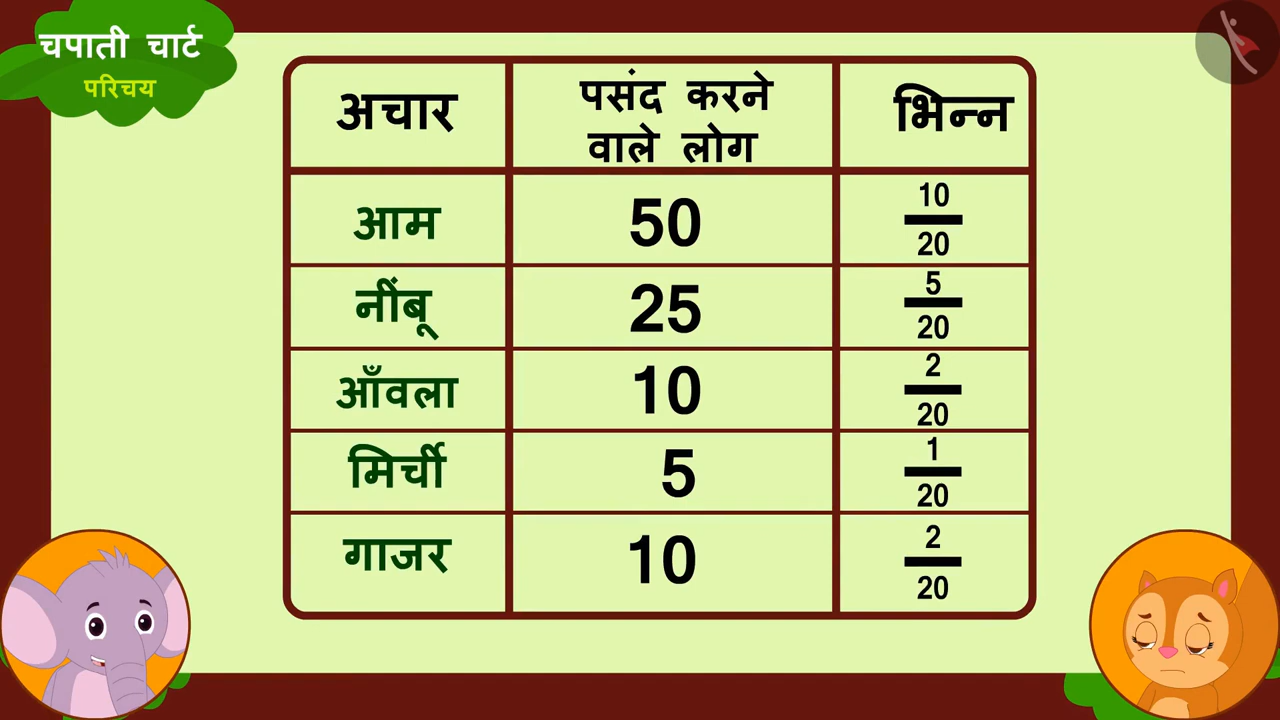 चपाती चार्ट
परिचय
अचार
पसंद करने
वाले लोग
भिन्न
आम
50
10
20
नींबू
25
5
20
आँवला
10
2
20
मिर्ची
5
1
20
गाजर
10
2
20